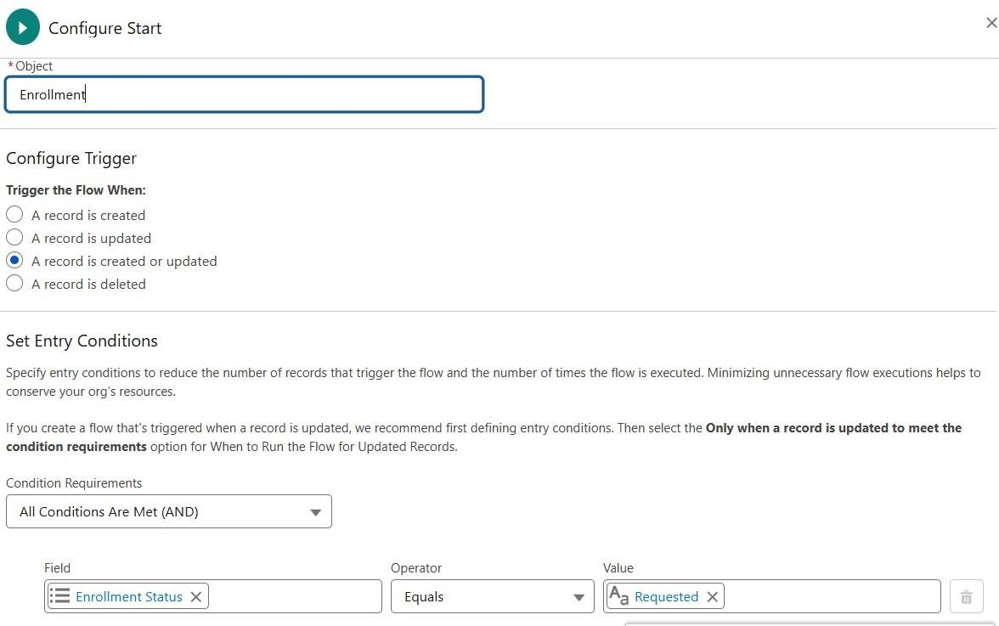 Configure Start
* Object
Enrollment
Configure Trigger
Trigger the Flow When:
A record is created
A record is updated
A record is created or updated
A record is deleted
Set Entry Conditions
Specify entry conditions to reduce the number of records that trigger the flow and the number of times the flow is executed. Minimizing unnecessary flow executions helps to
conserve your org's resources.
If you create a flow that's triggered when a record is updated, we recommend first defining entry conditions. Then select the Only when a record is updated to meet the
condition requirements option for When to Run the Flow for Updated Records.
Condition Requirements
All Conditions Are Met (AND)
Field Operator Value
Enrollment Status Equals Aa Requested